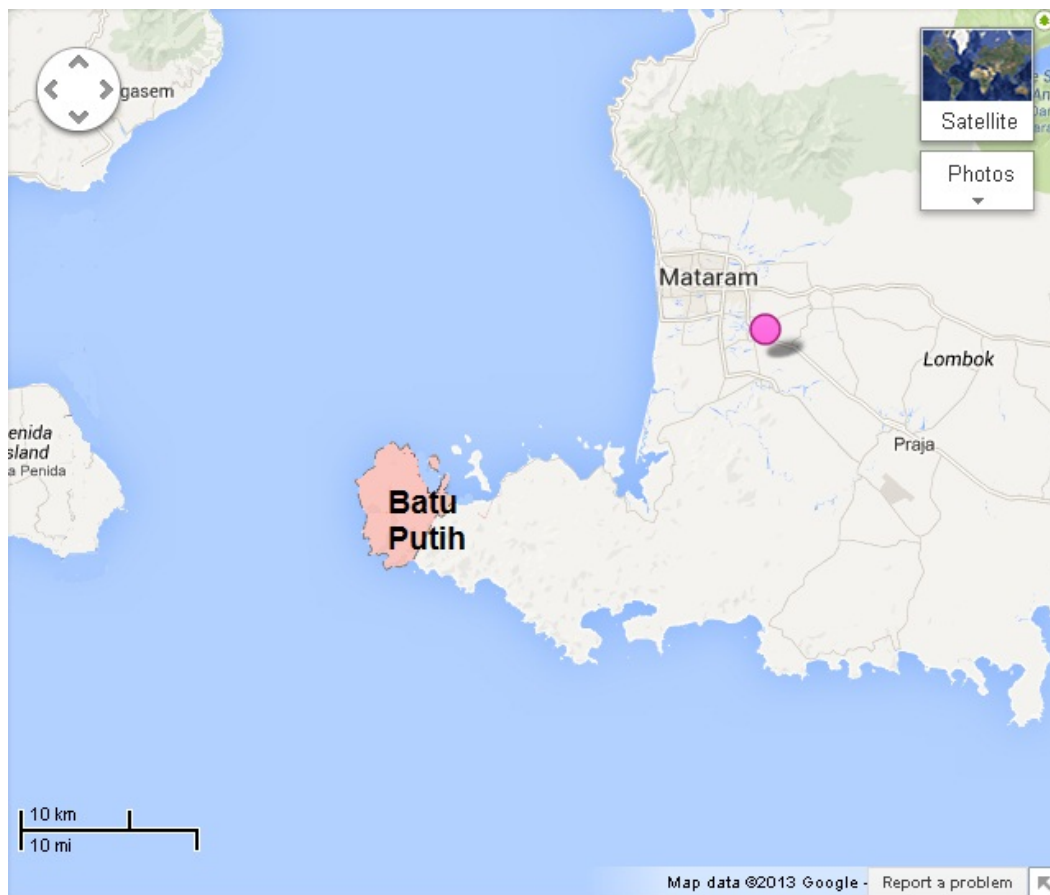 gasem
Satellite
Photos
Mataram
Lombok
enida
sland
a Penida
Praja
Batu
Putih
10 km
10 mi
Map data ©2013 Google -
Report a problem